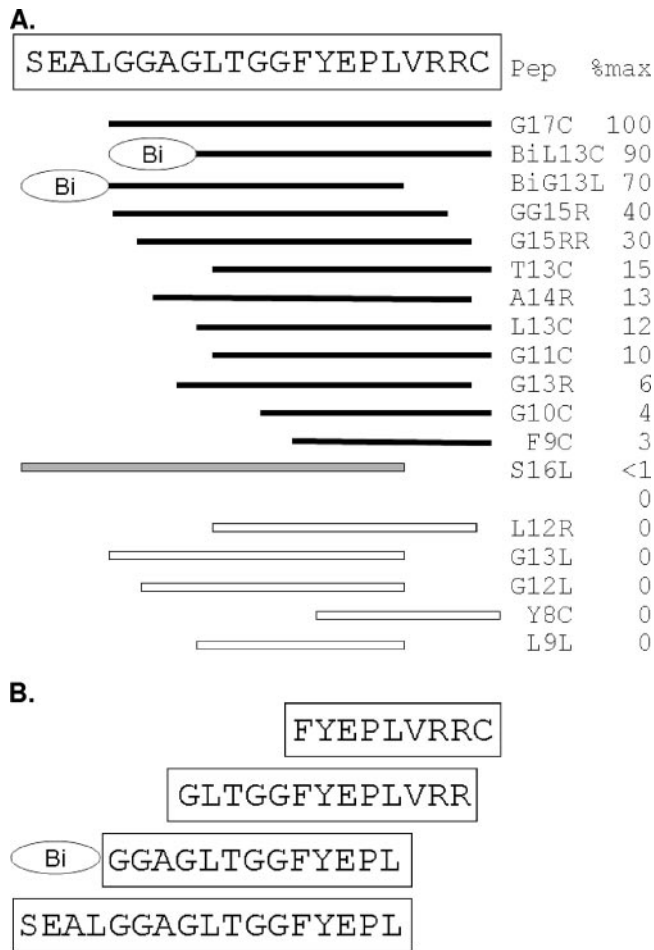 A.
SEALGGAGLTGGFYEPLVRRC Pep %max
G17C 100
Bi BiL13C 90
Bi BiG13L 70
GG15R 40
G15RR 30
T13C 15
A14R 13
L13C 12
G11C 10
G13R 6
G10C 4
F9C 3
S16L <1
0
L12R 0
G13L 0
G12L 0
Y8C 0
L9L 0
B.
FYEPLVRRC
GLTGGFYEPLVRR
Bi GGAGLTGGFYEPL
SEALGGAGLTGGFYEPL